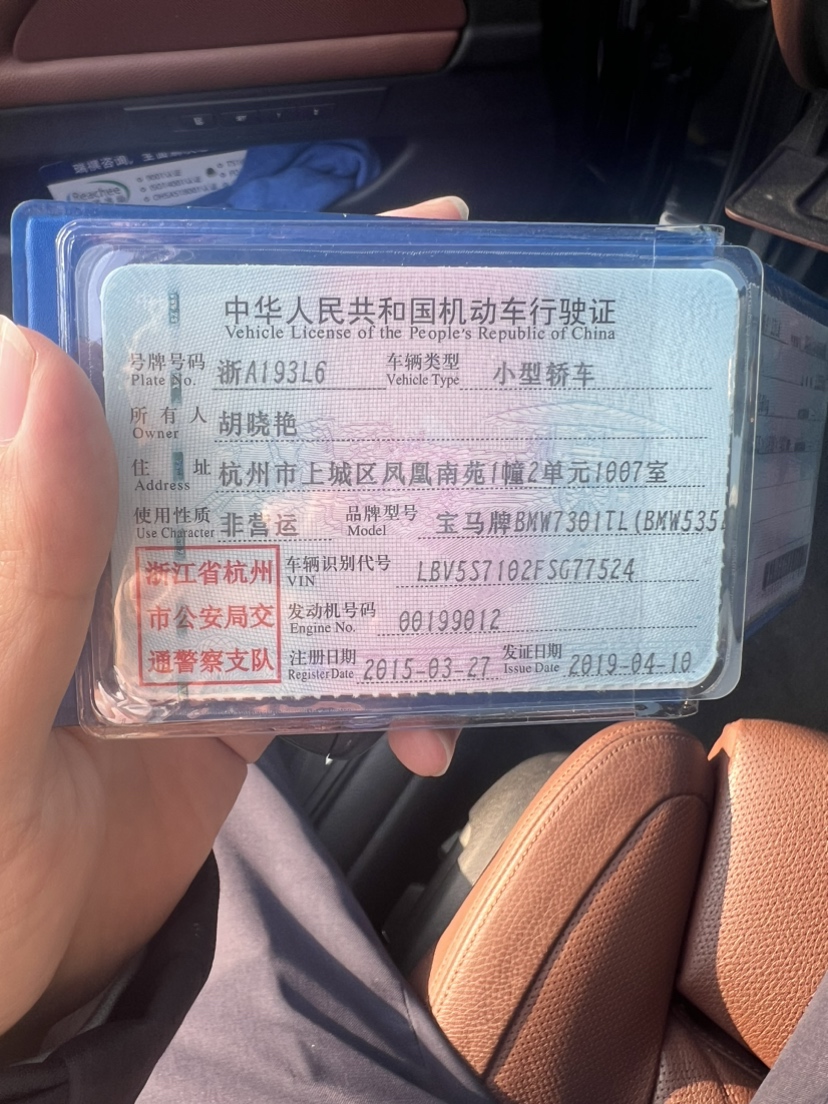 中华人民共和国机动车行驶证
Vehicle License of the People's Republic of China
号牌号码 浙A193L6 车辆类型 小型轿车
Plate No. Vehicle Type
所有人 胡晓艳
Owner
住址 杭州市上城区凤凰南苑1幢2单元1007室
Address
使用性质 非营运 品牌型号 宝马牌BMW7301TL(BMW535
Use Character Model
浙江省杭州
市公安局交
通警察支队
车辆识别代号 LBV5S7102FSG77524
VIN
发动机号码 00199012
Engine No.
注册日期 2015-03-27 发证日期 2019-04-10
Register Date Issue Date
Reachee